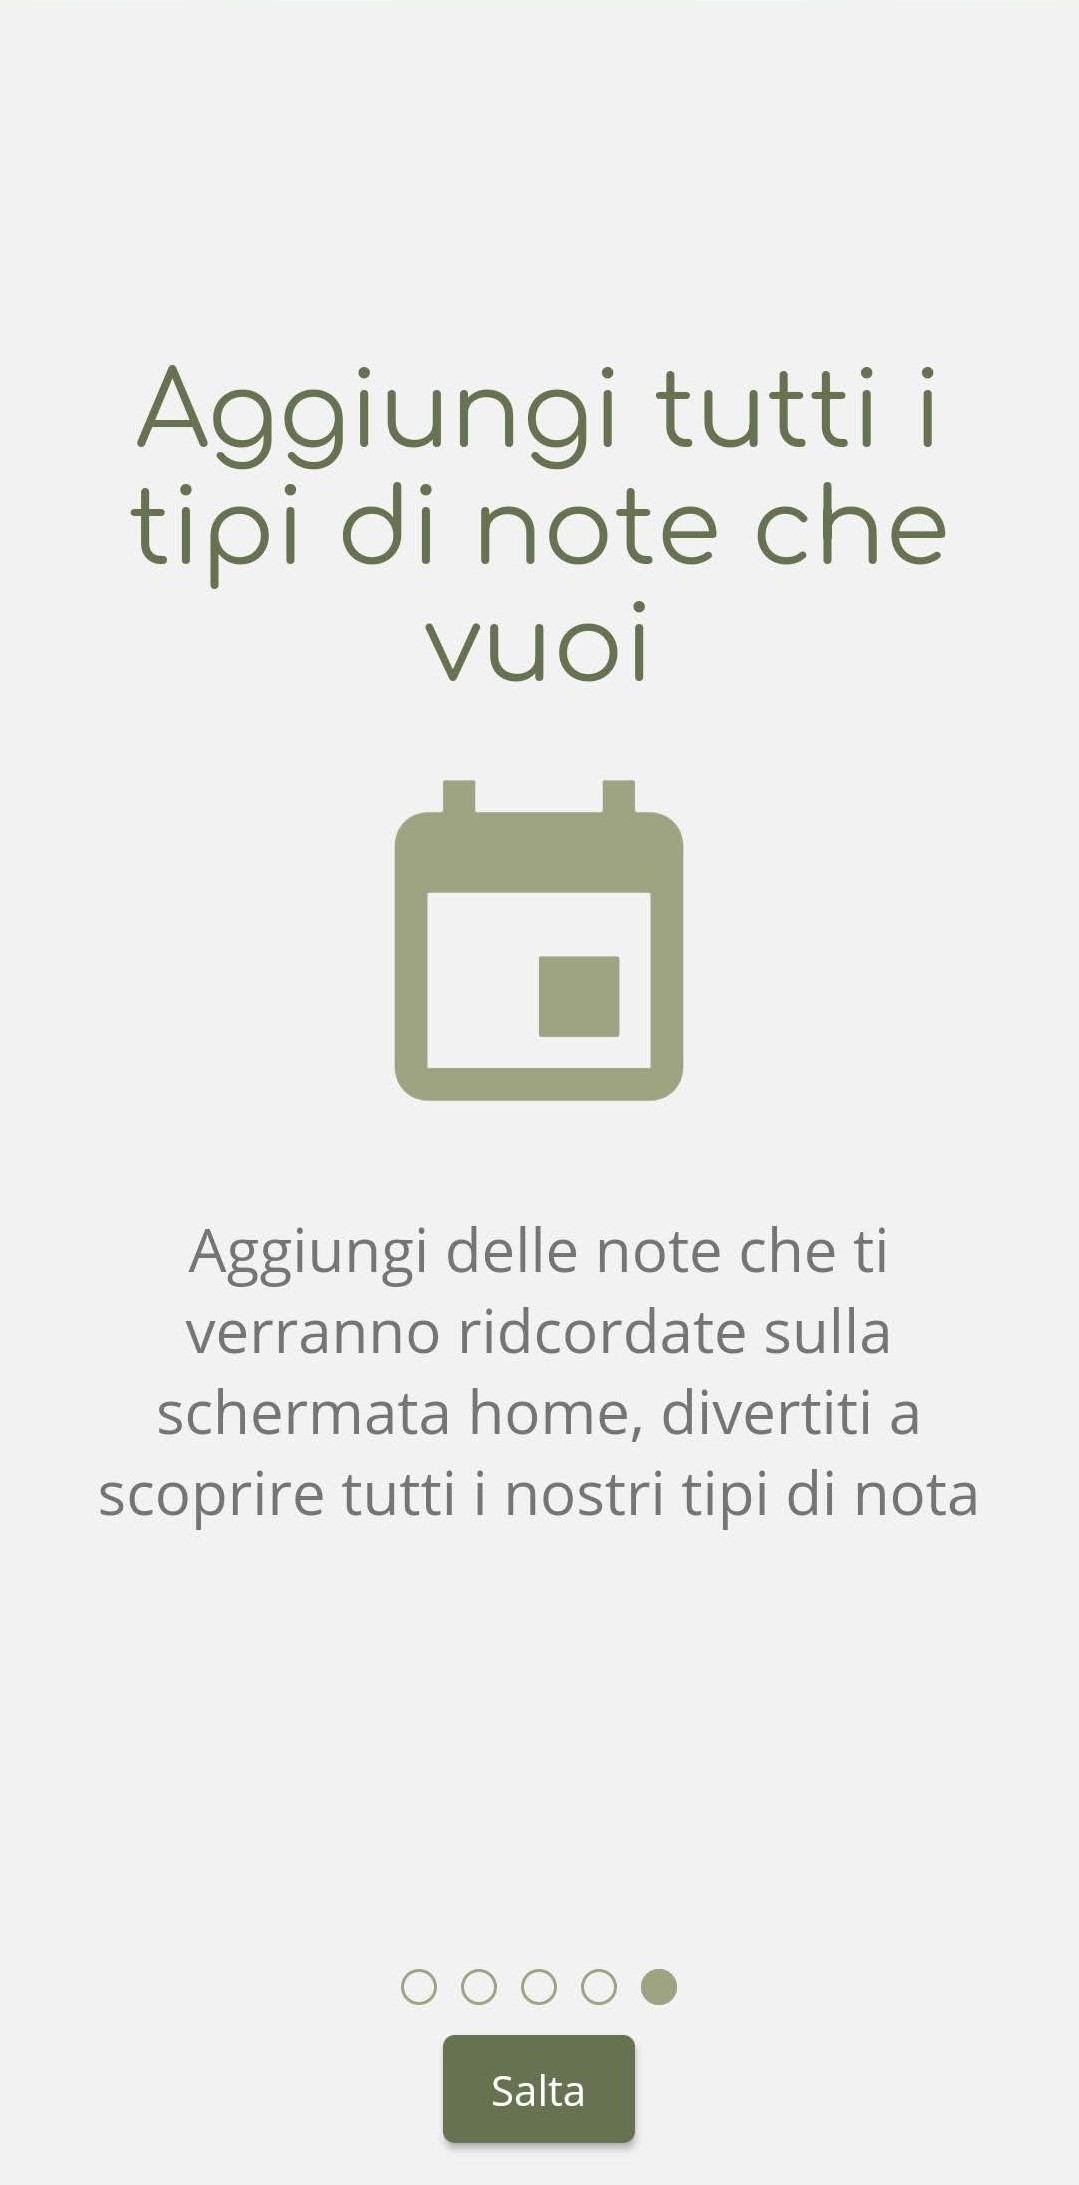 Aggiungi tutti i
tipi di note che
vuoi
Aggiungi delle note che ti
verranno ridcordate sulla
schermata home, divertiti a
scoprire tutti i nostri tipi di nota
Salta